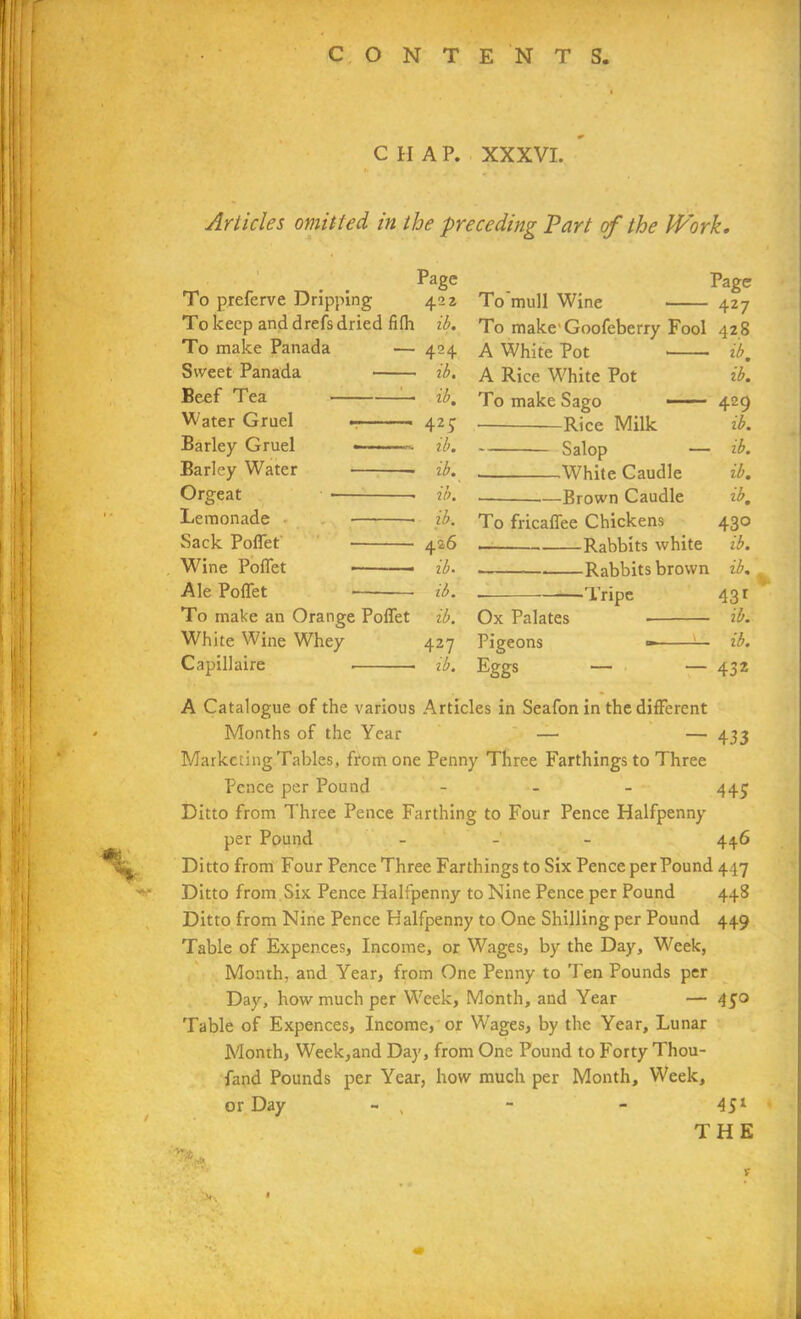 CONTENTS.
CHAP. XXXVI.
Articles omitted in the preceding Part of the Work.
Page
To preſerve Dripping 422
To keep and dreſs dried fiſh ib.
To make Panada — 424
Sweet Panada —— ib.
Beef Tea —— ib.
Water Gruel —— 425
Barley Gruel —— ib.
Barley Water —— ib.
Orgeat —— ib.
Lemonade —— ib.
Sack Poſſet —— 426
Wine Poſſet —— ib.
Ale Poſſet —— ib.
To make an Orange Poſſet ib.
White Wine Whey 427
Capillaire —— ib.
Page
To mull Wine —— 427
To make Gooſeberry Fool 428
A White Pot —— ib.
A Rice White Pot ib.
To make Sago —— 429
—— Rice Milk ib.
—— Salop — ib.
—— White Caudle ib.
—— Brown Caudle ib.
To fricaſſee Chickens 430
—— Rabbits white ib.
—— Rabbits brown ib.
—— Tripe 431
Ox Palates —— ib.
Pigeons —— ib.
Eggs — — 432
A Catalogue of the various Articles in Seaſon in the different
Months of the Year — — 433
Marketing Tables, from one Penny Three Farthings to Three
Pence per Pound - - - 445
Ditto from Three Pence Farthing to Four Pence Halfpenny
per Pound - - - 446
Ditto from Four Pence Three Farthings to Six Pence per Pound 447
Ditto from Six Pence Halfpenny to Nine Pence per Pound 448
Ditto from Nine Pence Halfpenny to One Shilling per Pound 449
Table of Expences, Income, or Wages, by the Day, Week,
Month, and Year, from One Penny to Ten Pounds per
Day, how much per Week, Month, and Year — 450
Table of Expences, Income, or Wages, by the Year, Lunar
Month, Week, and Day, from One Pound to Forty Thou-
ſand Pounds per Year, how much per Month, Week,
or Day - - - 451
THE